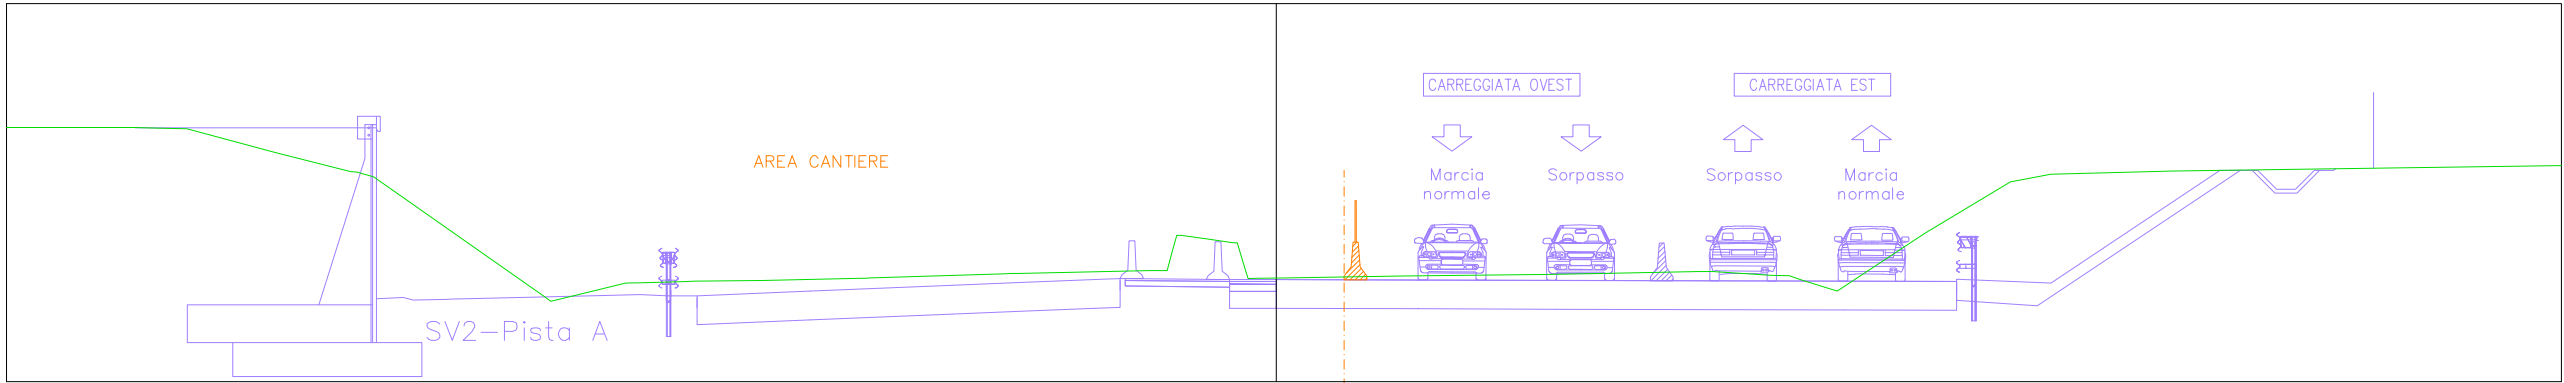 CARREGGIATA OVEST
CARREGGIATA EST
AREA CANTIERE
Marcia
normale
Sorpasso
Sorpasso
Marcia
normale
SV2-Pista A